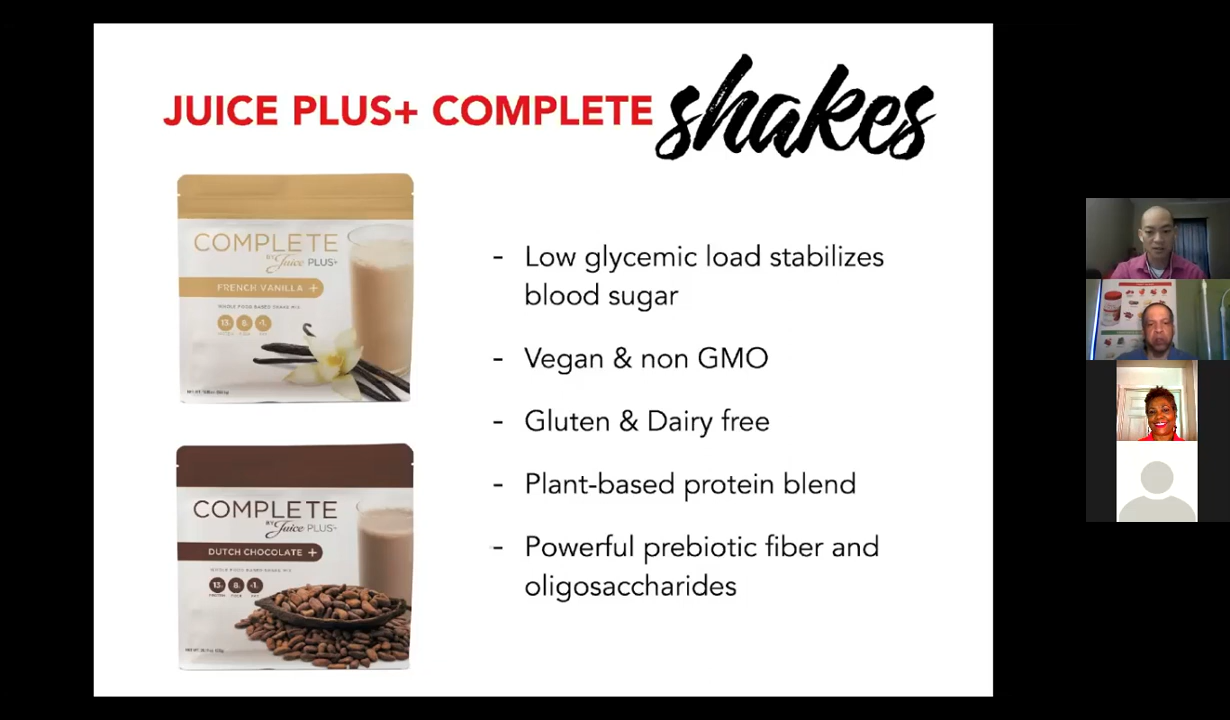 JUICE PLUS+ COMPLETE shakes
COMPLETE
BY Juice PLUS+
FRENCH VANILLA +
WHOLE FOOD BASED SHAKE MIX
- Low glycemic load stabilizes
blood sugar
- Vegan & non GMO
- Gluten & Dairy free
- Plant-based protein blend
- Powerful prebiotic fiber and
oligosaccharides
COMPLETE
BY Juice PLUS+
DUTCH CHOCOLATE +
WHOLE FOOD BASED SHAKE MIX